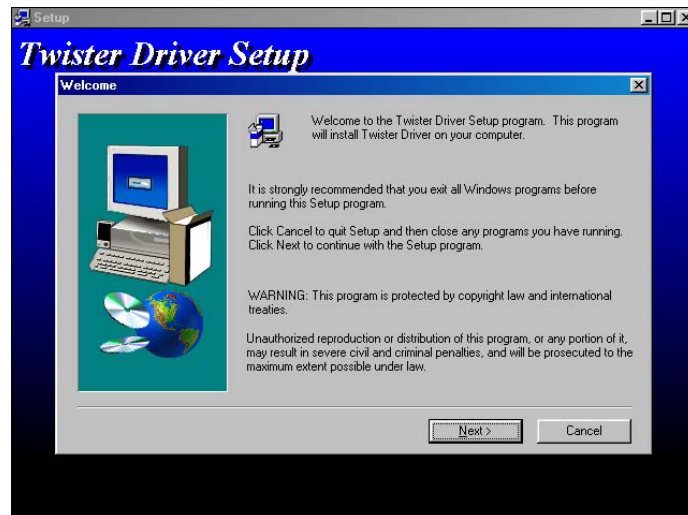 Setup
Twister Driver Setup
Welcome
Welcome to the Twister Driver Setup program. This program
will install Twister Driver on your computer.
It is strongly recommended that you exit all Windows programs before
running this Setup program.
Click Cancel to quit Setup and then close any programs you have running.
Click Next to continue with the Setup program.
WARNING: This program is protected by copyright law and international
treaties.
Unauthorized reproduction or distribution of this program, or any portion of it,
may result in severe civil and criminal penalties, and will be prosecuted to the
maximum extent possible under law.
Next >
Cancel